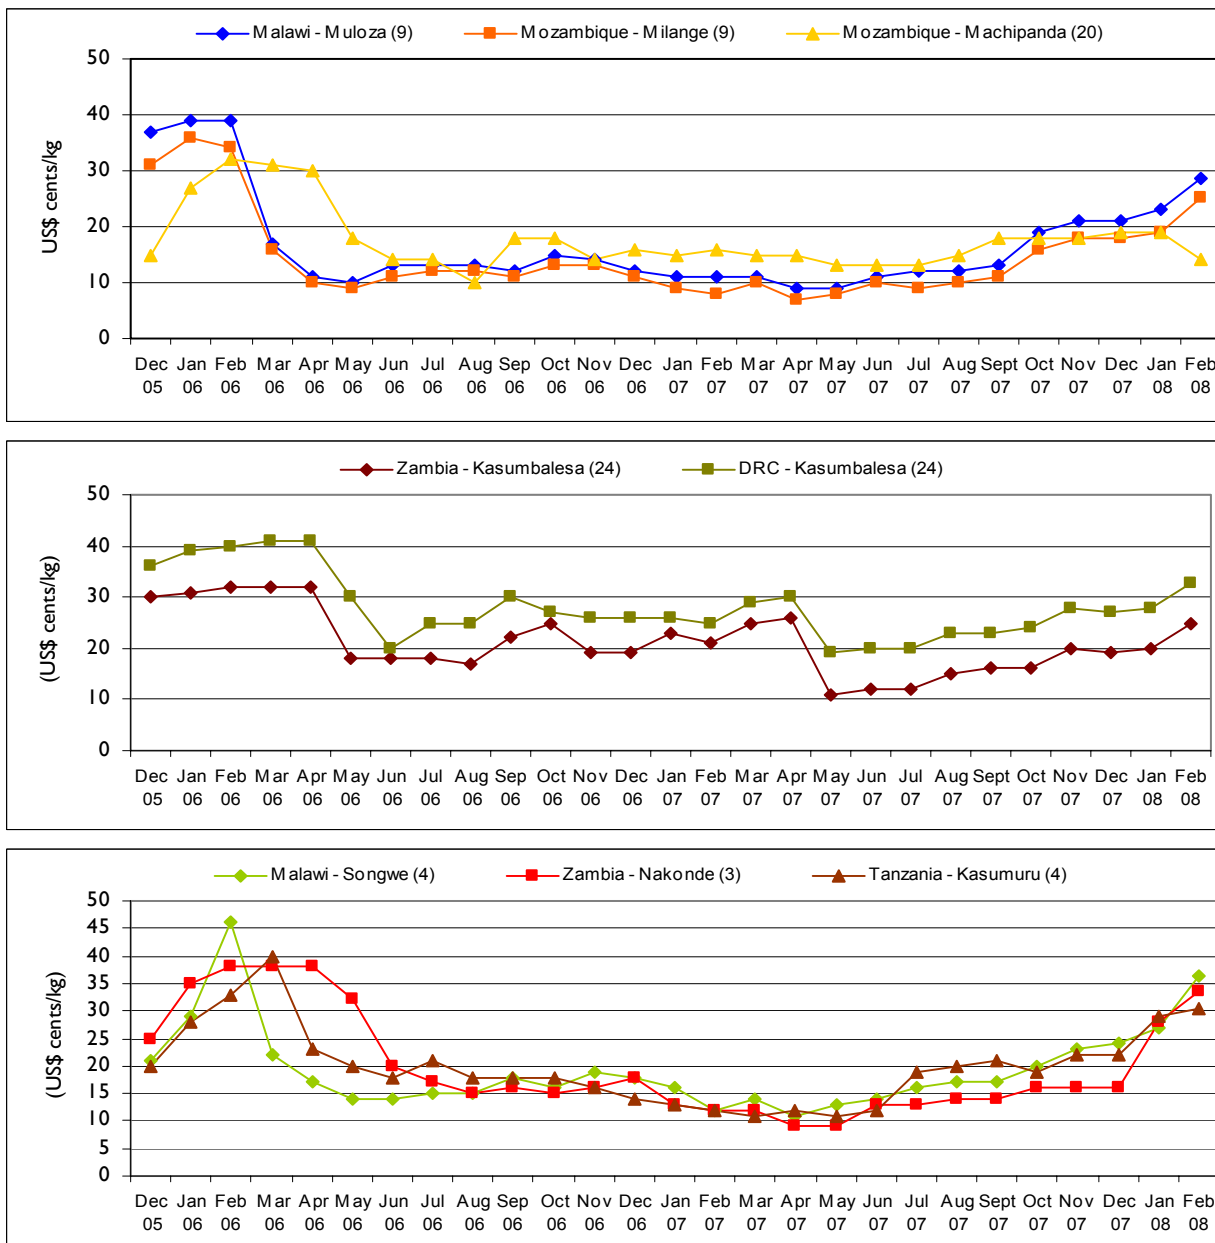 Malawi - Muloza (9) Mozambique - Milange (9) Mozambique - Machipanda (20)
US$ cents/kg
50
40
30
20
10
0
Dec Jan Feb Mar Apr May Jun Jul Aug Sep Oct Nov Dec Jan Feb Mar Apr May Jun Jul Aug Sept Oct Nov Dec Jan Feb
05 06 06 06 06 06 06 06 06 06 06 06 06 07 07 07 07 07 07 07 07 07 07 07 07 08 08
Zambia - Kasumbalesa (24) DRC - Kasumbalesa (24)
(US$ cents/kg)
50
40
30
20
10
0
Dec Jan Feb Mar Apr May Jun Jul Aug Sep Oct Nov Dec Jan Feb Mar Apr May Jun Jul Aug Sept Oct Nov Dec Jan Feb
05 06 06 06 06 06 06 06 06 06 06 06 06 07 07 07 07 07 07 07 07 07 07 07 07 08 08
Malawi - Songwe (4) Zambia - Nakonde (3) Tanzania - Kasumuru (4)
(US$ cents/kg)
50
45
40
35
30
25
20
15
10
5
0
Dec Jan Feb Mar Apr May Jun Jul Aug Sep Oct Nov Dec Jan Feb Mar Apr May Jun Jul Aug Sept Oct Nov Dec Jan Feb
05 06 06 06 06 06 06 06 06 06 06 06 06 07 07 07 07 07 07 07 07 07 07 07 07 08 08